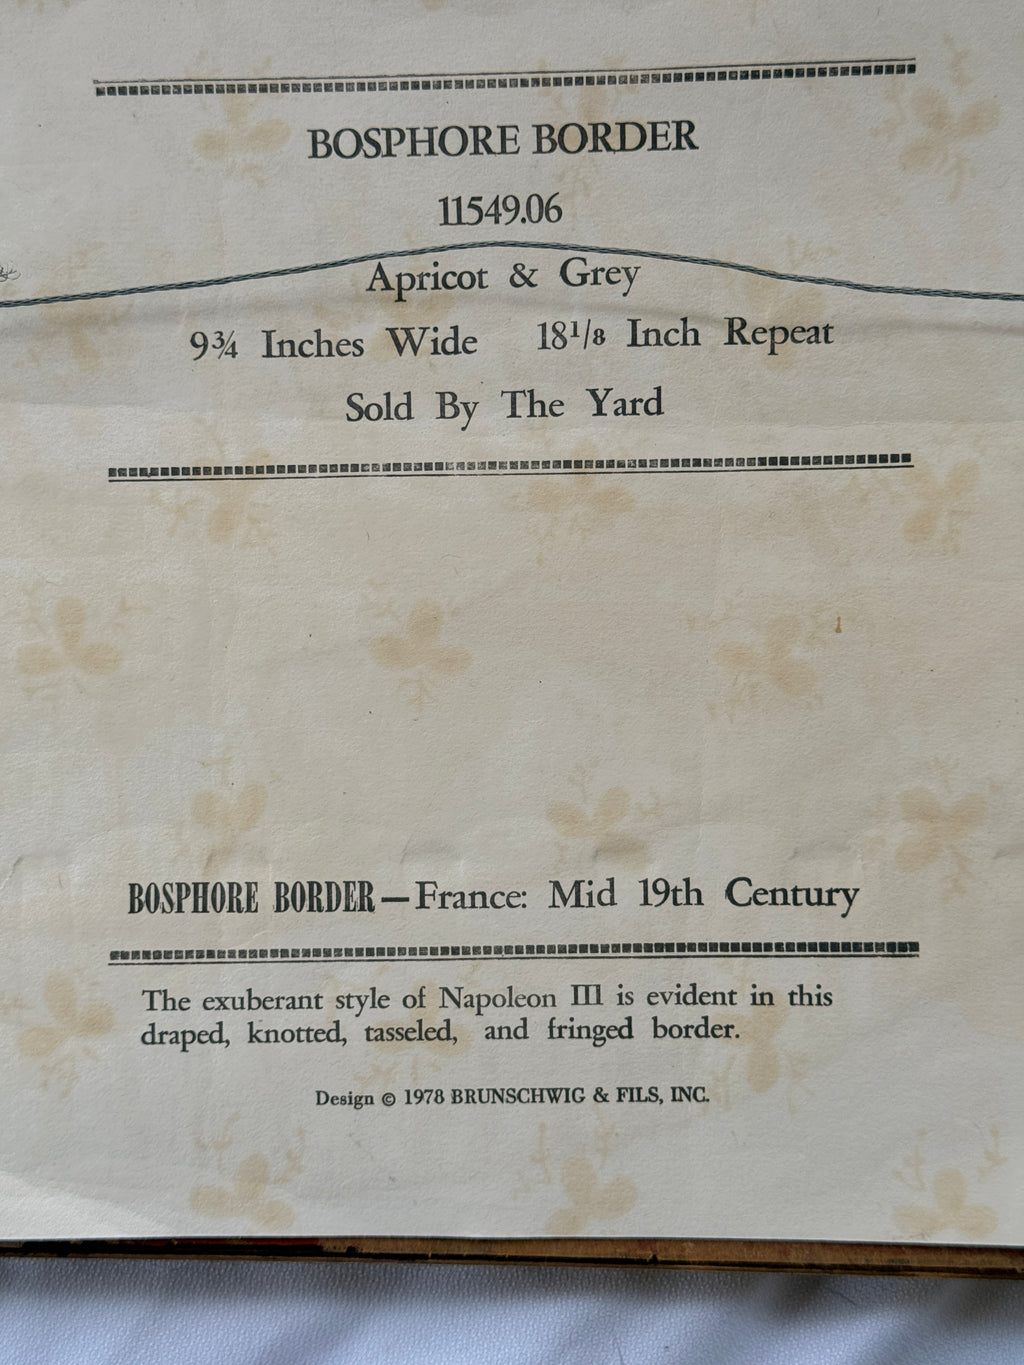 BOSPHORE BORDER
11549.06
Apricot & Grey
9¾ Inches Wide 18¹/8 Inch Repeat
Sold By The Yard
BOSPHORE BORDER—France: Mid 19th Century
The exuberant style of Napoleon III is evident in this
draped, knotted, tasseled, and fringed border.
Design © 1978 BRUNSCHWIG & FILS, INC.